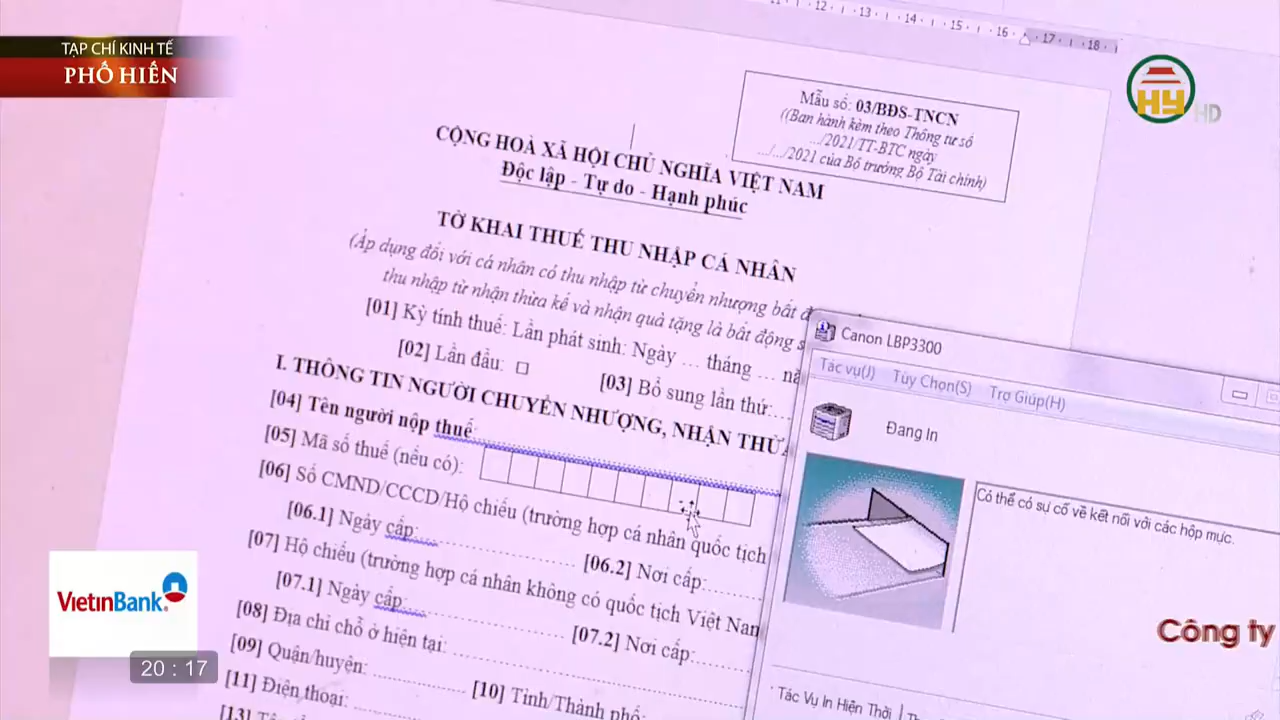 TẠP CHÍ KINH TẾ
PHỐ HIẾN
HY HD
11 · 12 · 13 · 14 · 15 · 16 · 17 · 18
Mẫu số: 03/BĐS-TNCN
((Ban hành kèm theo Thông tư số
…/2021/TT-BTC ngày
…/…/2021 của Bộ trưởng Bộ Tài chính)
CỘNG HOÀ XÃ HỘI CHỦ NGHĨA VIỆT NAM
Độc lập - Tự do - Hạnh phúc
TỜ KHAI THUẾ THU NHẬP CÁ NHÂN
(Áp dụng đối với cá nhân có thu nhập từ chuyển nhượng bất đ
thu nhập từ nhận thừa kế và nhận quà tặng là bất động s
[01] Kỳ tính thuế: Lần phát sinh: Ngày … tháng … nă
[02] Lần đầu: □ [03] Bổ sung lần thứ:...
I. THÔNG TIN NGƯỜI CHUYỂN NHƯỢNG, NHẬN THỪA
[04] Tên người nộp thuế
[05] Mã số thuế (nếu có):
[06] Số CMND/CCCD/Hộ chiếu (trường hợp cá nhân quốc tịch
[06.1] Ngày cấp:............ [06.2] Nơi cấp:......
[07] Hộ chiếu (trường hợp cá nhân không có quốc tịch Việt Nam
[07.1] Ngày cấp:............ [07.2] Nơi cấp:......
[08] Địa chỉ chỗ ở hiện tại:............
[09] Quận/huyện:............ [10] Tỉnh/Thành phố:
[11] Điện thoại:............
[13] Tê
Canon LBP3300
Tác vụ(J) Tùy Chọn(S) Trợ Giúp(H)
Đang In
Có thể có sự cố về kết nối với các hộp mực.
Tác Vụ In Hiện Thời
Công ty
VietinBank
20 : 17